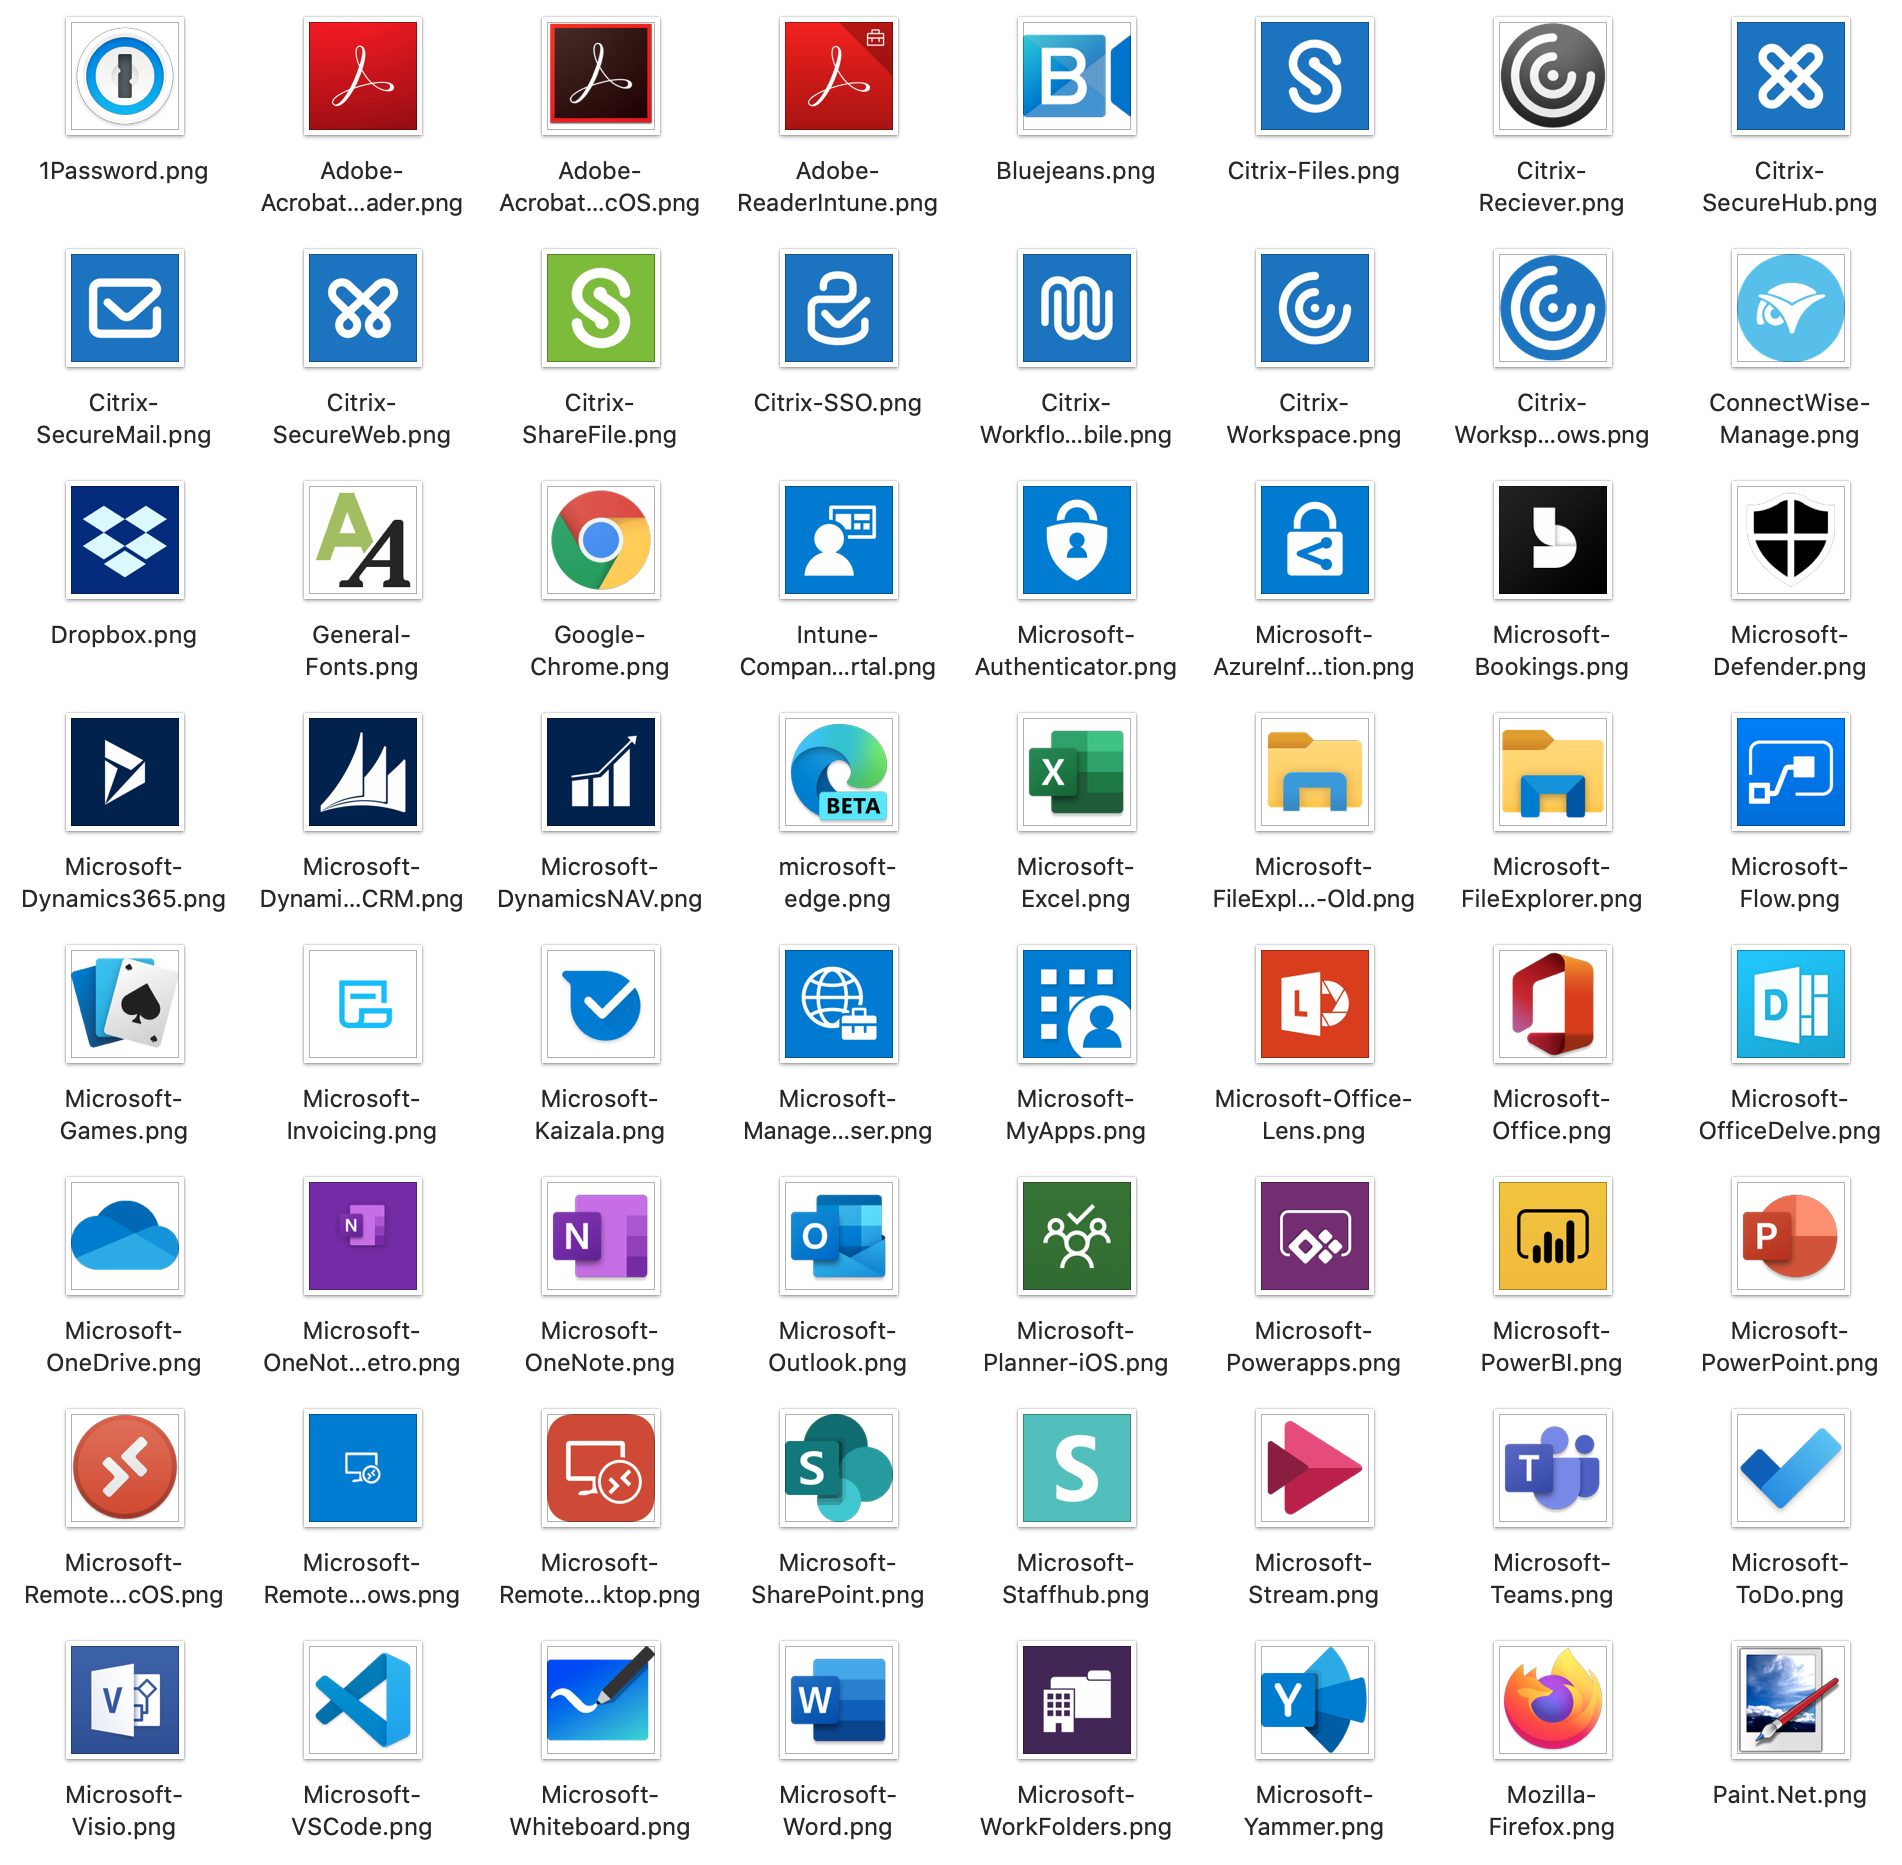 1Password.png
Adobe-
Acrobat...ader.png
Adobe-
Acrobat...cOS.png
Adobe-
ReaderIntune.png
B
Bluejeans.png
Citrix-Files.png
Citrix-
Reciever.png
Citrix-
SecureHub.png
Citrix-
SecureMail.png
Citrix-
SecureWeb.png
S
Citrix-
ShareFile.png
Citrix-SSO.png
Citrix-
Workflo...bile.png
Citrix-
Workspace.png
Citrix-
Worksp...ows.png
ConnectWise-
Manage.png
Dropbox.png
AA
General-
Fonts.png
Google-
Chrome.png
Intune-
Compan...rtal.png
Microsoft-
Authenticator.png
Microsoft-
AzureInf...tion.png
Microsoft-
Bookings.png
Microsoft-
Defender.png
Microsoft-
Dynamics365.png
Microsoft-
Dynami...CRM.png
Microsoft-
DynamicsNAV.png
BETA
microsoft-
edge.png
X
Microsoft-
Excel.png
Microsoft-
FileExpl...-Old.png
Microsoft-
FileExplorer.png
Microsoft-
Flow.png
Microsoft-
Games.png
Microsoft-
Invoicing.png
Microsoft-
Kaizala.png
Microsoft-
Manage...ser.png
Microsoft-
MyApps.png
L
Microsoft-Office-
Lens.png
Microsoft-
Office.png
D
Microsoft-
OfficeDelve.png
Microsoft-
OneDrive.png
N
Microsoft-
OneNot...etro.png
N
Microsoft-
OneNote.png
O
Microsoft-
Outlook.png
Microsoft-
Planner-iOS.png
Microsoft-
Powerapps.png
Microsoft-
PowerBI.png
P
Microsoft-
PowerPoint.png
Microsoft-
Remote...cOS.png
Microsoft-
Remote...ows.png
Microsoft-
Remote...ktop.png
S
Microsoft-
SharePoint.png
S
Microsoft-
Staffhub.png
Microsoft-
Stream.png
T
Microsoft-
Teams.png
Microsoft-
ToDo.png
V
Microsoft-
Visio.png
Microsoft-
VSCode.png
Microsoft-
Whiteboard.png
W
Microsoft-
Word.png
Microsoft-
WorkFolders.png
Y
Microsoft-
Yammer.png
Mozilla-
Firefox.png
Paint.Net.png